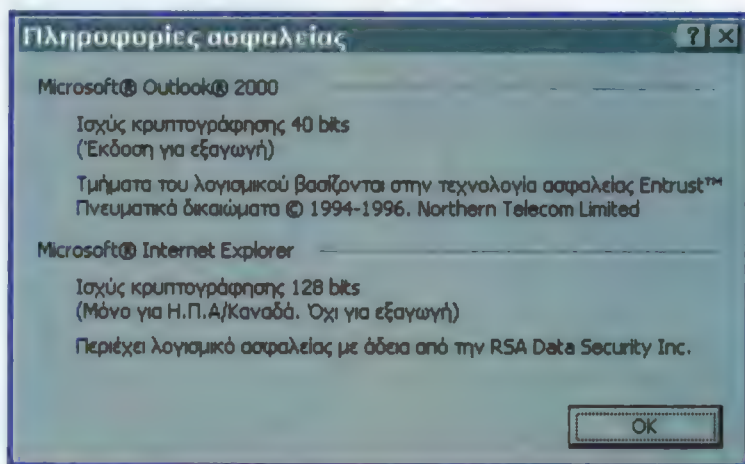 Πληροφορίες ασφαλείας
Microsoft® Outlook® 2000
Ισχύς κρυπτογράφησης 40 bits
(Έκδοση για εξαγωγή)
Τμήματα του λογισμικού βασίζονται στην τεχνολογία ασφαλείας Entrust™
Πνευματικά δικαιώματα © 1994-1996. Northern Telecom Limited
Microsoft® Internet Explorer
Ισχύς κρυπτογράφησης 128 bits
(Μόνο για Η.Π.Α/Καναδά. Όχι για εξαγωγή)
Περιέχει λογισμικό ασφαλείας με άδεια από την RSA Data Security Inc.
OK